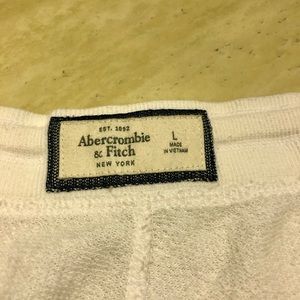 EST. 1892
Abercrombie
& Fitch
NEW YORK
L
MADE
IN VIETNAM